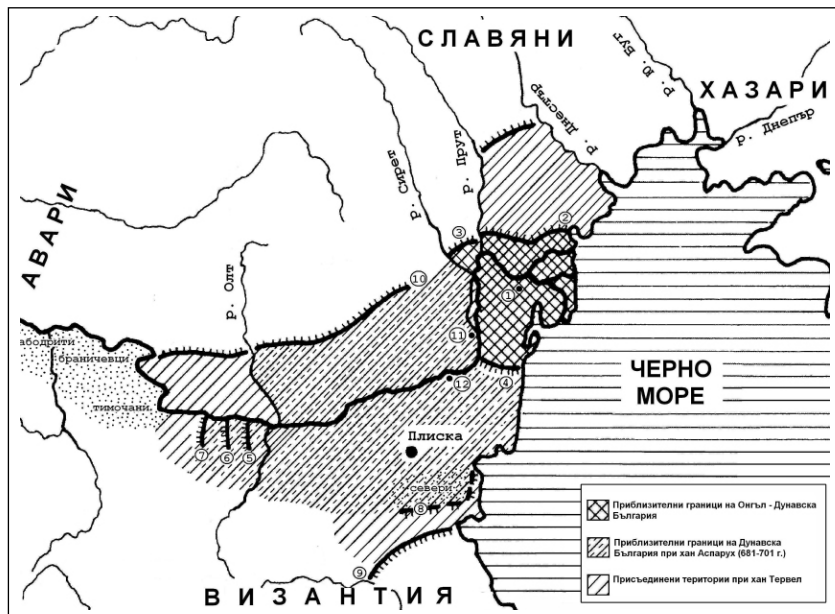 СЛАВЯНИ
ХАЗАРИ
АВАРИ
р. Ю. Буг
р. Днепър
р. Днестър
р. Прут
р. Сирет
р. Олт
③
②
①
⑩
⑪
⑫
④
абодрити
браничевци
тимочани
⑦
⑥
⑤
Плиска
севери
⑧
⑨
ЧЕРНО
МОРЕ
ВИЗАНТИЯ
Приблизителни граници на Онгъл - Дунавска
България
Приблизителни граници на Дунавска
България при хан Аспарух (681-701 г.)
Присъединени територии при хан Тервел